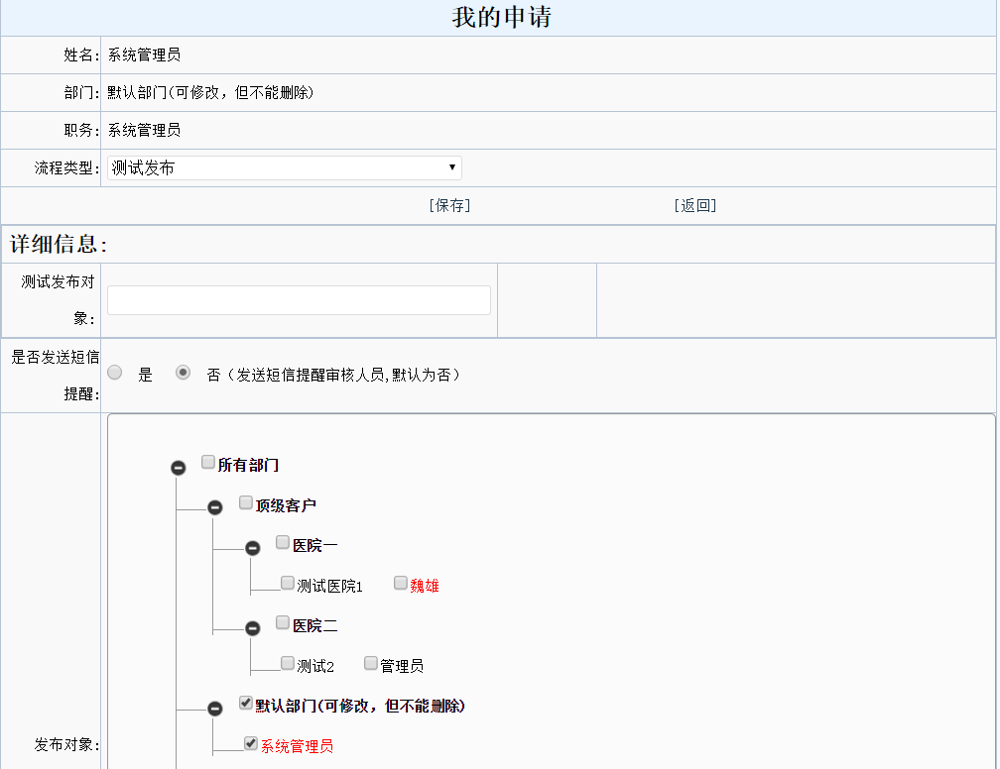 我的申请
姓名: 系统管理员
部门: 默认部门(可修改，但不能删除)
职务: 系统管理员
流程类型: 测试发布
[保存] [返回]
详细信息:
测试发布对
象:
是否发送短信
提醒:
是 否（发送短信提醒审核人员,默认为否）
所有部门
顶级客户
医院一
测试医院1 魏雄
医院二
测试2 管理员
默认部门(可修改，但不能删除)
发布对象:
系统管理员